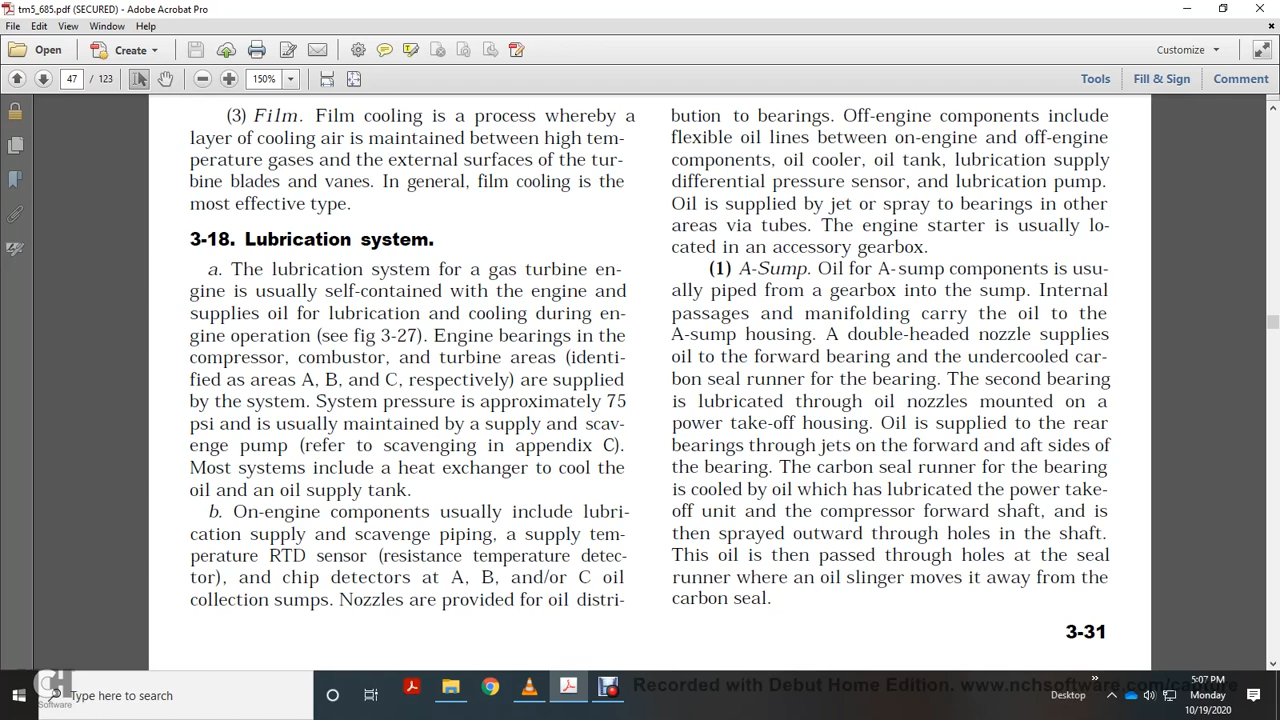 tm5_685.pdf (SECURED) - Adobe Acrobat Pro
File Edit View Window Help
Open Create Customize
47 / 123 150% Tools Fill & Sign Comment
(3) Film. Film cooling is a process whereby a
layer of cooling air is maintained between high tem-
perature gases and the external surfaces of the tur-
bine blades and vanes. In general, film cooling is the
most effective type.
3-18. Lubrication system.
a. The lubrication system for a gas turbine en-
gine is usually self-contained with the engine and
supplies oil for lubrication and cooling during en-
gine operation (see fig 3-27). Engine bearings in the
compressor, combustor, and turbine areas (identi-
fied as areas A, B, and C, respectively) are supplied
by the system. System pressure is approximately 75
psi and is usually maintained by a supply and scav-
enge pump (refer to scavenging in appendix C).
Most systems include a heat exchanger to cool the
oil and an oil supply tank.
b. On-engine components usually include lubri-
cation supply and scavenge piping, a supply tem-
perature RTD sensor (resistance temperature detec-
tor), and chip detectors at A, B, and/or C oil
collection sumps. Nozzles are provided for oil distri-
bution to bearings. Off-engine components include
flexible oil lines between on-engine and off-engine
components, oil cooler, oil tank, lubrication supply
differential pressure sensor, and lubrication pump.
Oil is supplied by jet or spray to bearings in other
areas via tubes. The engine starter is usually lo-
cated in an accessory gearbox.
(1) A-Sump. Oil for A-sump components is usu-
ally piped from a gearbox into the sump. Internal
passages and manifolding carry the oil to the
A-sump housing. A double-headed nozzle supplies
oil to the forward bearing and the undercooled car-
bon seal runner for the bearing. The second bearing
is lubricated through oil nozzles mounted on a
power take-off housing. Oil is supplied to the rear
bearings through jets on the forward and aft sides of
the bearing. The carbon seal runner for the bearing
is cooled by oil which has lubricated the power take-
off unit and the compressor forward shaft, and is
then sprayed outward through holes in the shaft.
This oil is then passed through holes at the seal
runner where an oil slinger moves it away from the
carbon seal.
3-31
Type here to search
CH
Software
Recorded with Debut Home Edition. www.nchsoftware.com/capture
Desktop
5:07 PM
Monday
10/19/2020